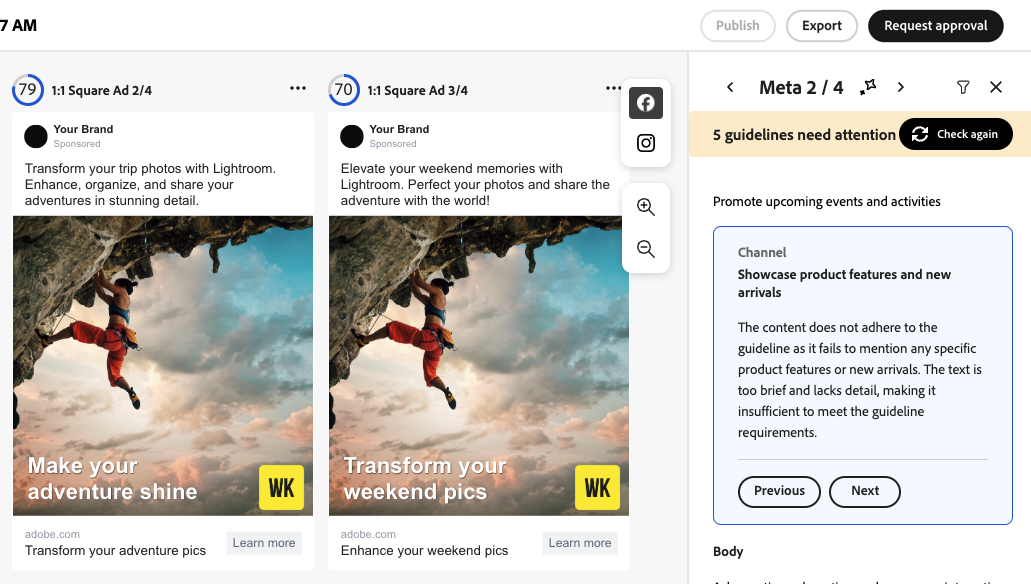 7 AM
Publish
Export
Request approval
79
1:1 Square Ad 2/4
Your Brand
Sponsored
Transform your trip photos with Lightroom.
Enhance, organize, and share your
adventures in stunning detail.
Make your
adventure shine
WK
adobe.com
Transform your adventure pics
Learn more
70
1:1 Square Ad 3/4
Your Brand
Sponsored
Elevate your weekend memories with
Lightroom. Perfect your photos and share the
adventure with the world!
Transform your
weekend pics
WK
adobe.com
Enhance your weekend pics
Learn more
Meta 2 / 4
5 guidelines need attention
Check again
Promote upcoming events and activities
Channel
Showcase product features and new
arrivals
The content does not adhere to the
guideline as it fails to mention any specific
product features or new arrivals. The text is
too brief and lacks detail, making it
insufficient to meet the guideline
requirements.
Previous
Next
Body